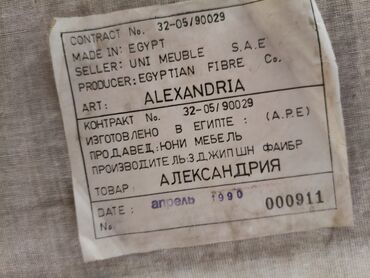 CONTRACT No. 32-05/90029
MADE IN: EGYPT
SELLER: UNI MEUBLE S.A.E
PRODUCER: EGYPTIAN FIBRE Co.
ART: ALEXANDRIA
КОНТРАКТ No. 32-05/90029
ИЗГОТОВЛЕНО В ЕГИПТЕ : (A.P.E)
ПРОДАВЕЦ: ЮНИ МЕБЕЛЬ
ПРОИЗВОДИТЕЛЬ: З.Д.ЖИПШН ФАИБР
ТОВАР : АЛЕКСАНДРИЯ
DATE : апрель 1990
No. 000911